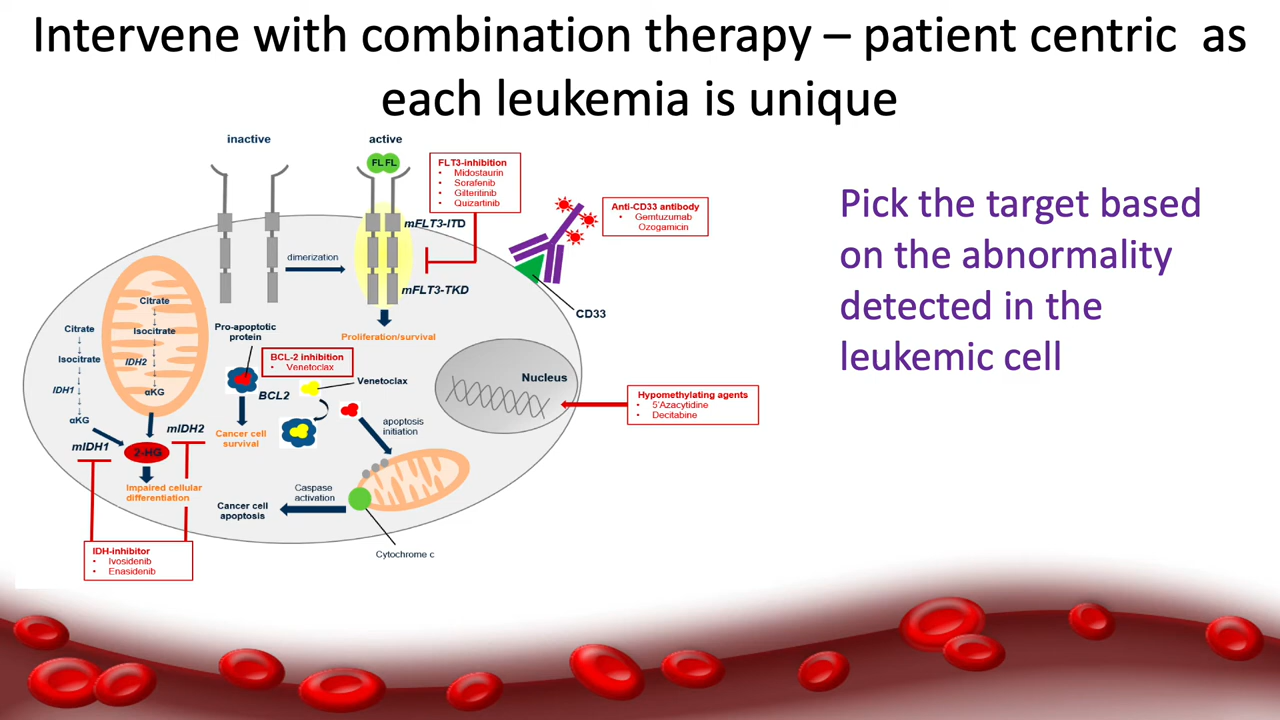 Intervene with combination therapy – patient centric as
each leukemia is unique
inactive
active
FL FL
FLT3-inhibition
• Midostaurin
• Sorafenib
• Gilteritinib
• Quizartinib
mFLT3-ITD
Anti-CD33 antibody
• Gemtuzumab
Ozogamicin
dimerization
mFLT3-TKD
CD33
Proliferation/survival
Citrate
Isocitrate
IDH2
αKG
Citrate
Isocitrate
IDH1
αKG
mIDH1
mIDH2
2-HG
Impaired cellular
differentiation
IDH-inhibitor
• Ivosidenib
• Enasidenib
Pro-apoptotic
protein
BCL-2 inhibition
• Venetoclax
BCL2
Venetoclax
Cancer cell
survival
apoptosis
initiation
Caspase
activation
Cancer cell
apoptosis
Cytochrome c
Nucleus
Hypomethylating agents
• 5'Azacytidine
• Decitabine
Pick the target based
on the abnormality
detected in the
leukemic cell